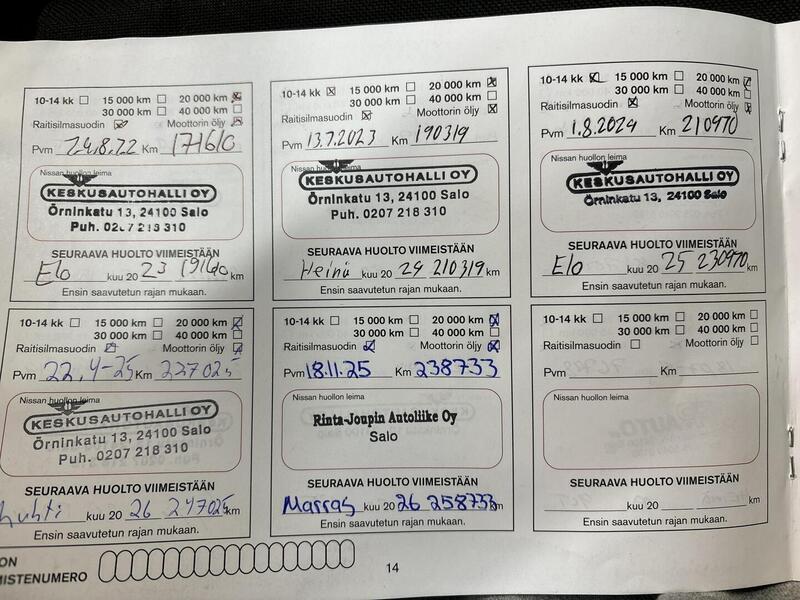 10-14 kk 15 000 km 20 000 km
30 000 km 40 000 km
Raitisilmasuodin Moottorin öljy
Pvm 24.8.22 Km 171610
Nissan huollon leima
KESKUSAUTOHALLI OY
Örninkatu 13, 24100 Salo
Puh. 0207 218 310
SEURAAVA HUOLTO VIIMEISTÄÄN
Elo kuu 20 23 km
Ensin saavutetun rajan mukaan.
10-14 kk 15 000 km 20 000 km
30 000 km 40 000 km
Raitisilmasuodin Moottorin öljy
Pvm 13.7.2023 Km 190319
Nissan huollon leima
KESKUSAUTOHALLI OY
Örninkatu 13, 24100 Salo
Puh. 0207 218 310
SEURAAVA HUOLTO VIIMEISTÄÄN
Heinä kuu 20 24 210319 km
Ensin saavutetun rajan mukaan.
10-14 kk 15 000 km 20 000 km
30 000 km 40 000 km
Raitisilmasuodin Moottorin öljy
Pvm 1.8.2024 Km 210970
Nissan huollon leima
KESKUSAUTOHALLI OY
Örninkatu 13, 24100 Salo
SEURAAVA HUOLTO VIIMEISTÄÄN
Elo kuu 20 25 230970 km
Ensin saavutetun rajan mukaan.
10-14 kk 15 000 km 20 000 km
30 000 km 40 000 km
Raitisilmasuodin Moottorin öljy
Pvm 22.4-25 Km 227025
Nissan huollon leima
KESKUSAUTOHALLI OY
Örninkatu 13, 24100 Salo
Puh. 0207 218 310
SEURAAVA HUOLTO VIIMEISTÄÄN
huhti kuu 20 26 247025 km
Ensin saavutetun rajan mukaan.
10-14 kk 15 000 km 20 000 km
30 000 km 40 000 km
Raitisilmasuodin Moottorin öljy
Pvm 18.11.25 Km 238733
Nissan huollon leima
Rinta-Joupin Autoliike Oy
Salo
SEURAAVA HUOLTO VIIMEISTÄÄN
Marras kuu 20 26 258733 km
Ensin saavutetun rajan mukaan.
10-14 kk 15 000 km 20 000 km
30 000 km 40 000 km
Raitisilmasuodin Moottorin öljy
Pvm Km
Nissan huollon leima
SEURAAVA HUOLTO VIIMEISTÄÄN
kuu 20 km
Ensin saavutetun rajan mukaan.
ON
MISTENUMERO
14